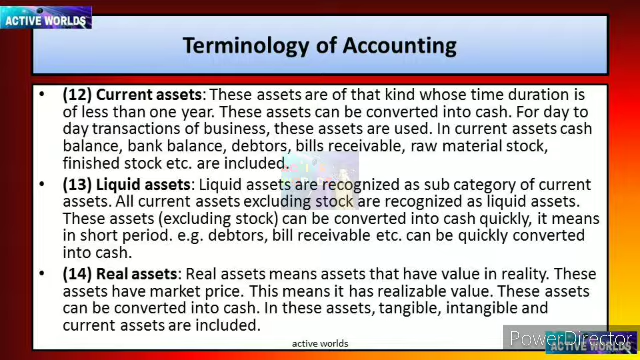 ACTIVE WORLDS
Terminology of Accounting
• (12) Current assets: These assets are of that kind whose time duration is
of less than one year. These assets can be converted into cash. For day to
day transactions of business, these assets are used. In current assets cash
balance, bank balance, debtors, bills receivable, raw material stock,
finished stock etc. are included.
• (13) Liquid assets: Liquid assets are recognized as sub category of current
assets. All current assets excluding stock are recognized as liquid assets.
These assets (excluding stock) can be converted into cash quickly, it means
in short period. e.g. debtors, bill receivable etc. can be quickly converted
into cash.
• (14) Real assets: Real assets means assets that have value in reality. These
assets have market price. This means it has realizable value. These assets
can be converted into cash. In these assets, tangible, intangible and
current assets are included.
PowerDirector
active worlds
ACTIVE WORLDS